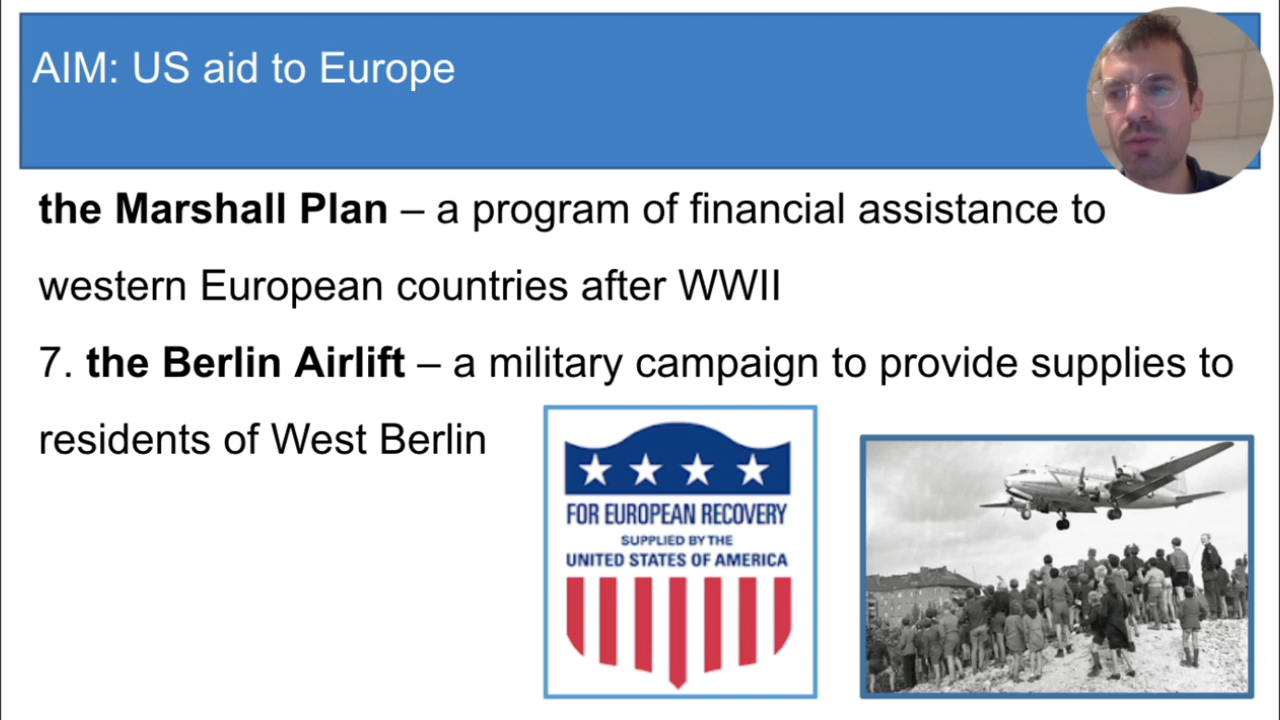 AIM: US aid to Europe
the Marshall Plan – a program of financial assistance to
western European countries after WWII
7. the Berlin Airlift – a military campaign to provide supplies to
residents of West Berlin
FOR EUROPEAN RECOVERY
SUPPLIED BY THE
UNITED STATES OF AMERICA